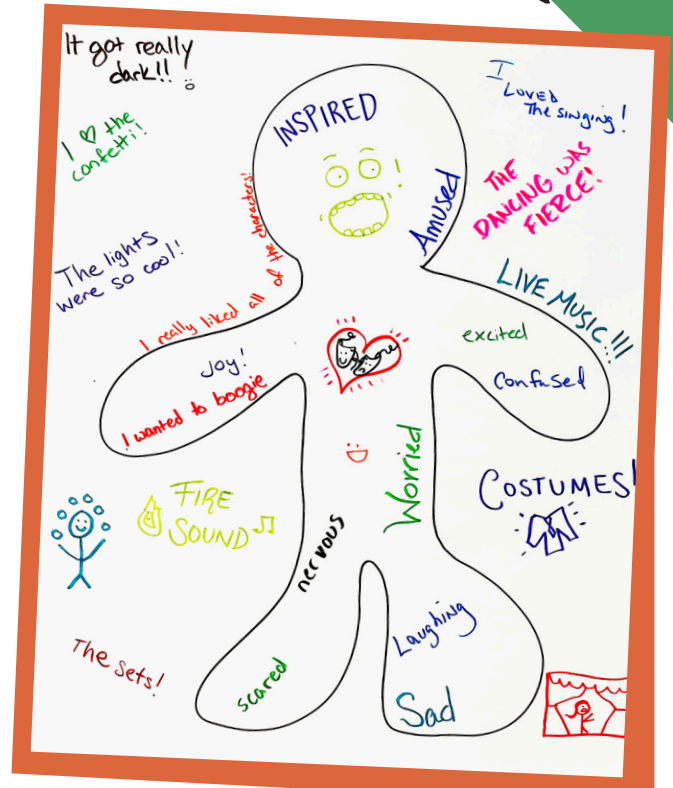 It got really
dark!!
I ♡ the
confetti!
I
LOVED
The singing!
INSPIRED
Amused
THE
DANCING WAS
FIERCE!
The lights
were so cool!
I really liked all of the characters!
LIVE MUSIC!!!
Joy!
I wanted to boogie
excited
Confused
Worried
FIRE
SOUND
COSTUMES!
nervous
Laughing
The sets!
scared
Sad